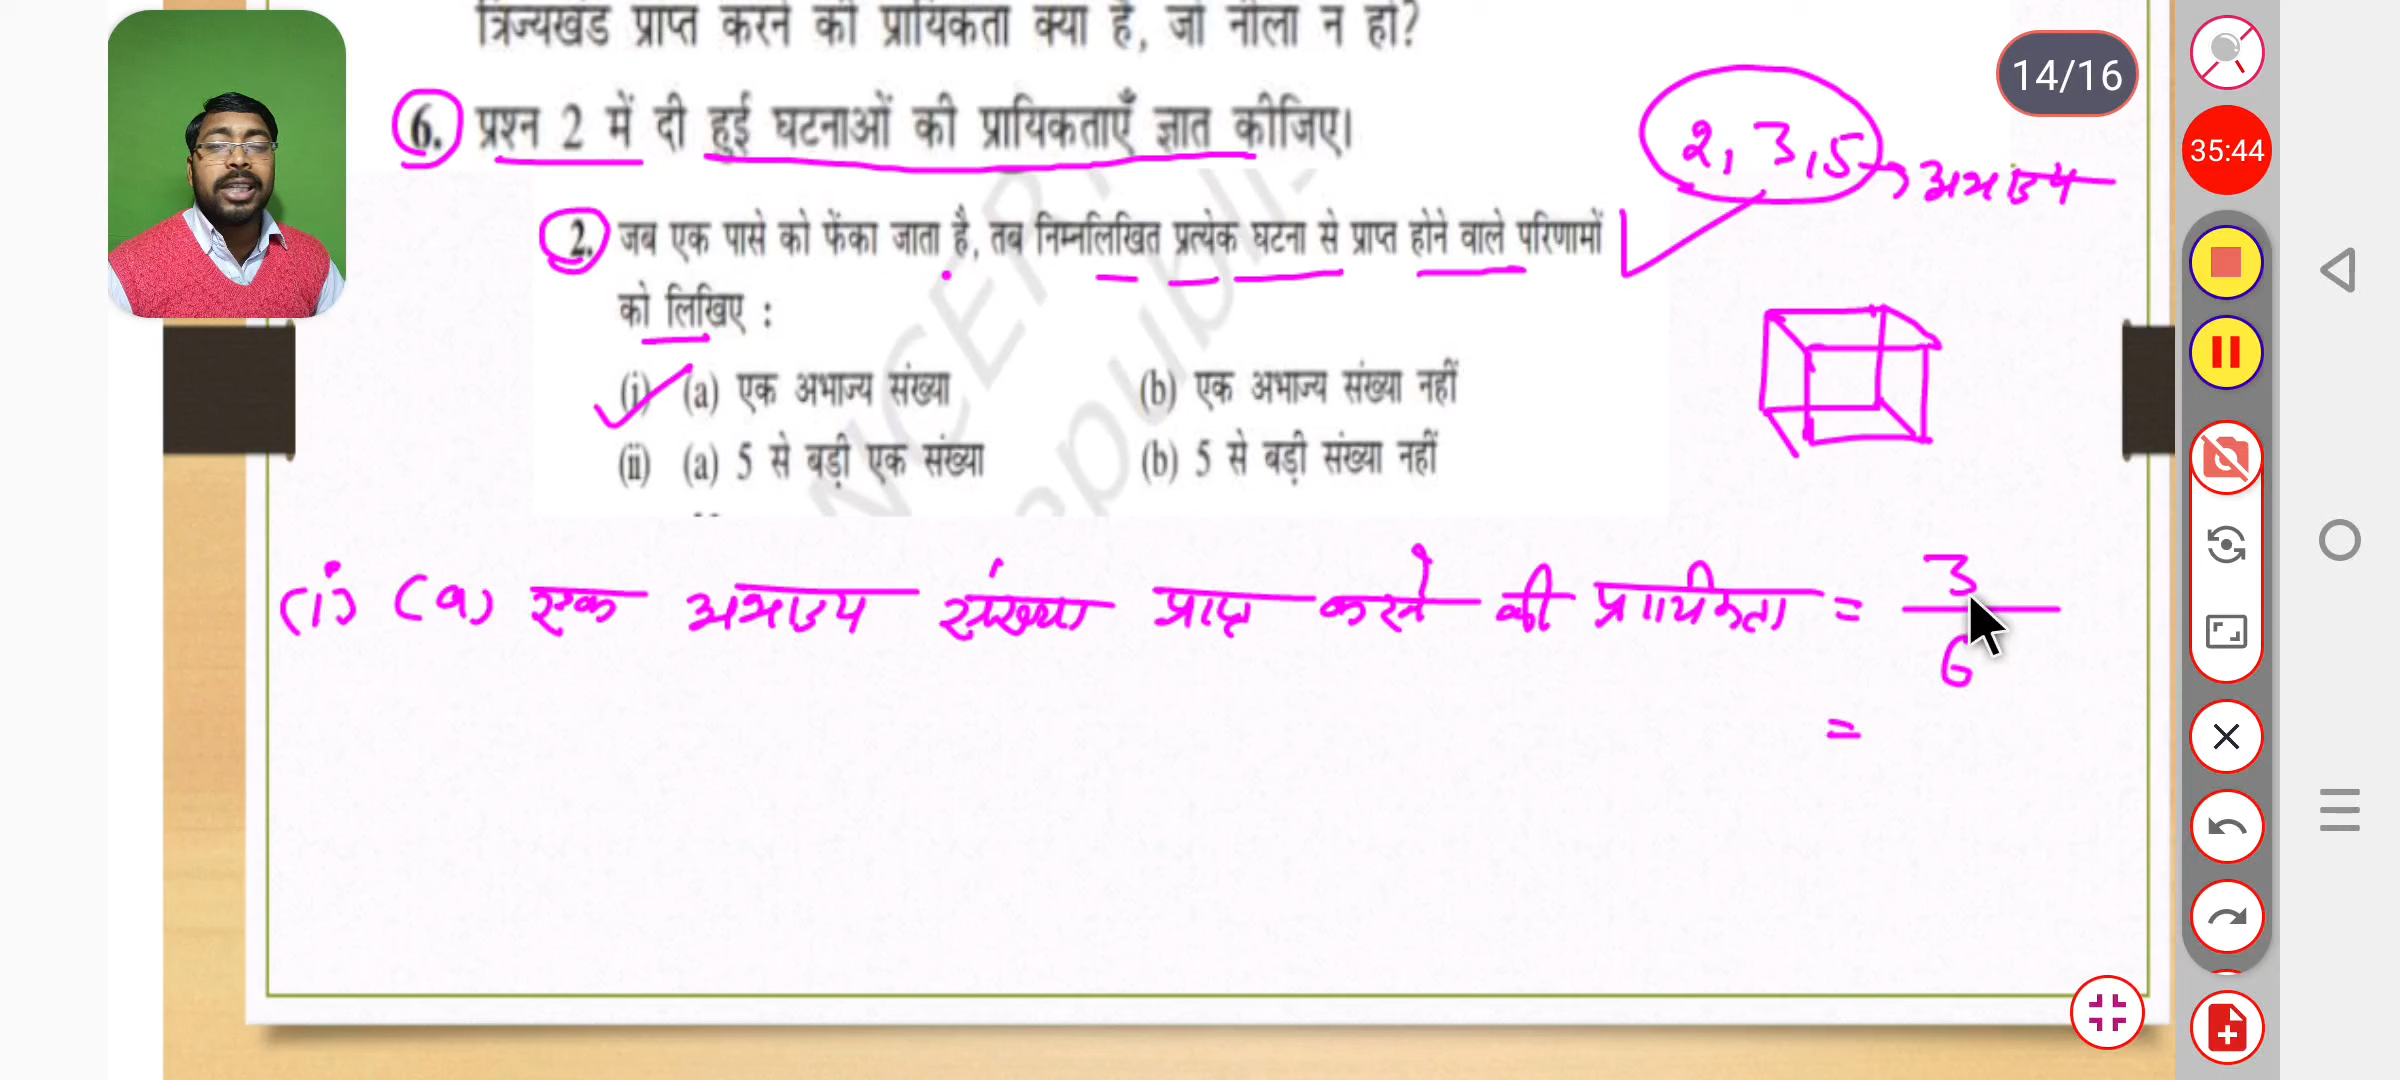 त्रिज्यखंड प्राप्त करने की प्रायिकता क्या है, जो नीला न हो?
14/16
35:44
6. प्रश्न 2 में दी हुई घटनाओं की प्रायिकताएँ ज्ञात कीजिए।
2, 3, 5 → अभाज्य
2. जब एक पासे को फेंका जाता है, तब निम्नलिखित प्रत्येक घटना से प्राप्त होने वाले परिणामों
को लिखिए :
(i) (a) एक अभाज्य संख्या (b) एक अभाज्य संख्या नहीं
(ii) (a) 5 से बड़ी एक संख्या (b) 5 से बड़ी संख्या नहीं
(i) (a) एक अभाज्य संख्या प्राप्त करने की प्रायिकता = 3
6
=